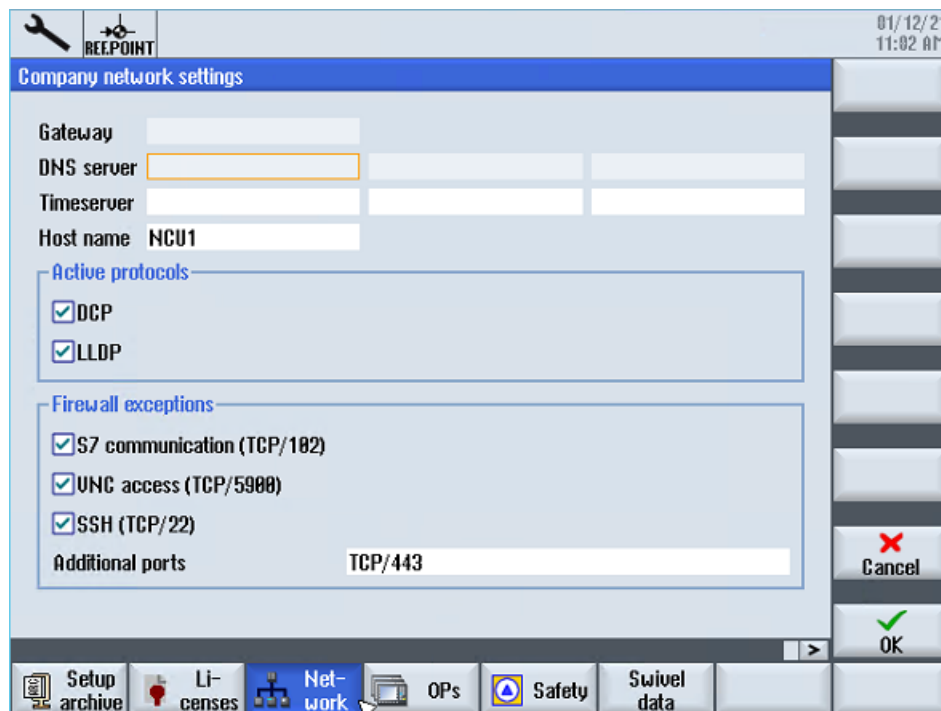 REF.POINT
01/12/2
11:02 AM
Company network settings
Gateway
DNS server
Timeserver
Host name NCU1
Active protocols
DCP
LLDP
Firewall exceptions
S7 communication (TCP/102)
VNC access (TCP/5900)
SSH (TCP/22)
Additional ports TCP/443
Cancel
OK
>
Setup
archive
Li-
censes
Net-
work
OPs
Safety
Swivel
data